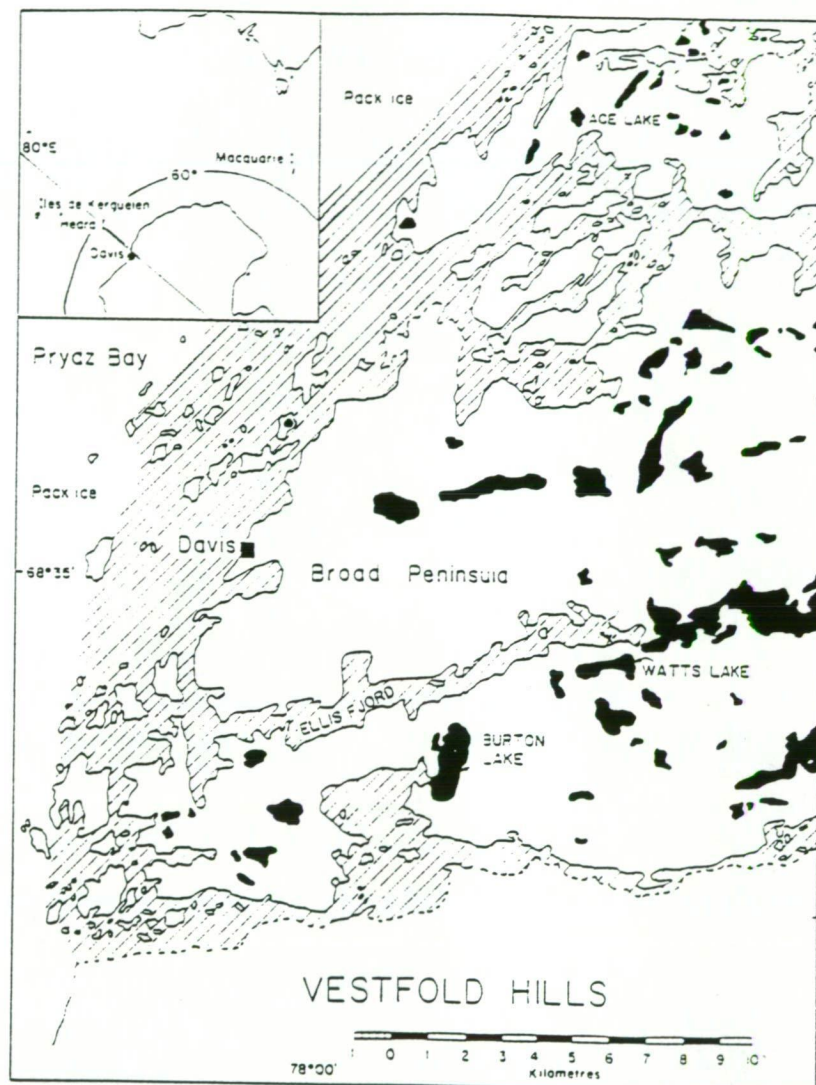 Pack ice
ACE LAKE
80°E
Macquarie
60°
Iles de Kerguelen
Heard
Davis
Prydz Bay
Pack ice
Davis
68°35'
Broad Peninsula
WATTS LAKE
ELLIS FJORD
BURTON
LAKE
VESTFOLD HILLS
1 0 1 2 3 4 5 6 7 8 9 10
Kilometres
78°00'